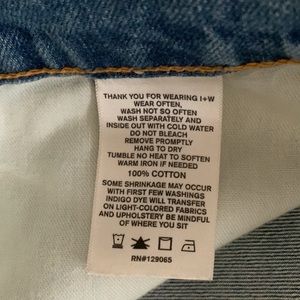 THANK YOU FOR WEARING I+W
WEAR OFTEN,
WASH NOT SO OFTEN
WASH SEPARATELY AND
INSIDE OUT WITH COLD WATER
DO NOT BLEACH
REMOVE PROMPTLY
HANG TO DRY
TUMBLE NO HEAT TO SOFTEN
WARM IRON IF NEEDED
100% COTTON
SOME SHRINKAGE MAY OCCUR
WITH FIRST FEW WASHINGS
INDIGO DYE WILL TRANSFER
ON LIGHT-COLORED FABRICS
AND UPHOLSTERY BE MINDFUL
OF WHERE YOU SIT
RN#129065